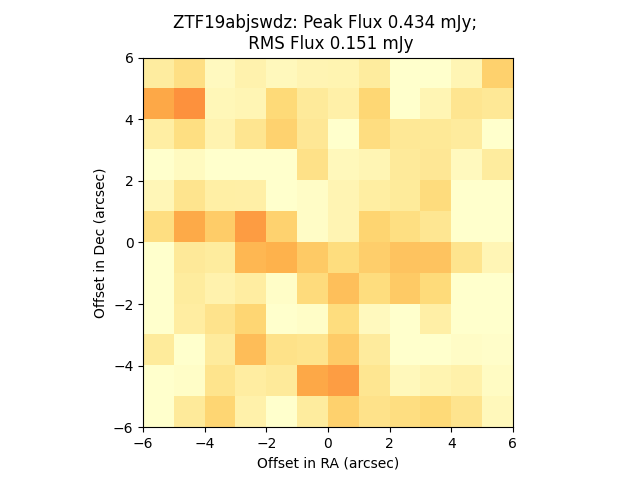 ZTF19abjswdz: Peak Flux 0.434 mJy;
RMS Flux 0.151 mJy
6
4
2
0
−2
−4
−6
Offset in Dec (arcsec)
−6 −4 −2 0 2 4 6
Offset in RA (arcsec)